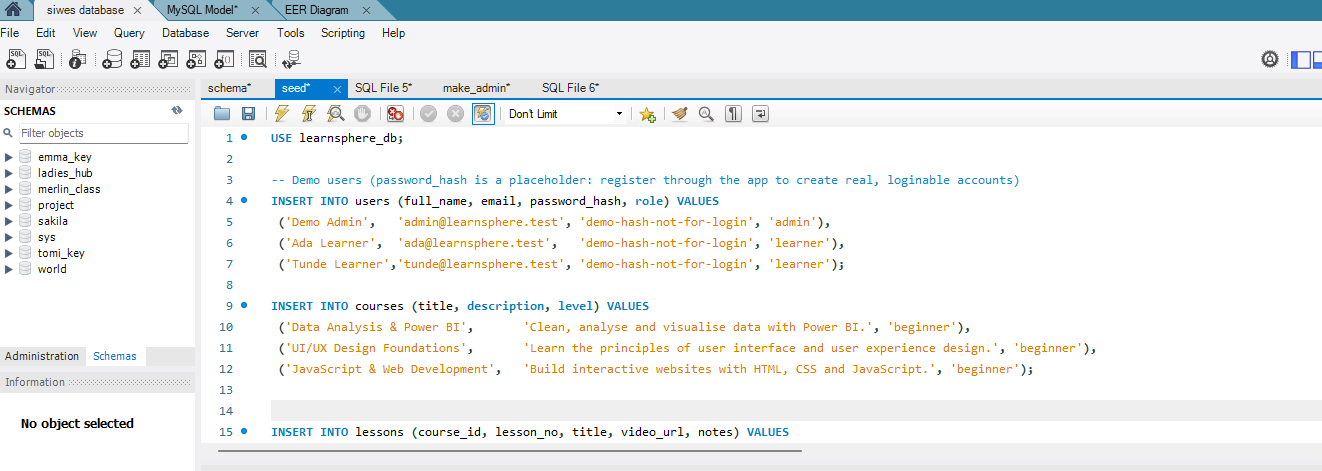 siwes database
MySQL Model*
EER Diagram
File Edit View Query Database Server Tools Scripting Help
Navigator
SCHEMAS
Filter objects
emma_key
ladies_hub
merlin_class
project
sakila
sys
tomi_key
world
Administration Schemas
Information
No object selected
schema* seed* SQL File 5* make_admin* SQL File 6*
Don't Limit
1 USE learnsphere_db;
2
3 -- Demo users (password_hash is a placeholder: register through the app to create real, loginable accounts)
4 INSERT INTO users (full_name, email, password_hash, role) VALUES
5 ('Demo Admin', 'admin@learnsphere.test', 'demo-hash-not-for-login', 'admin'),
6 ('Ada Learner', 'ada@learnsphere.test', 'demo-hash-not-for-login', 'learner'),
7 ('Tunde Learner','tunde@learnsphere.test', 'demo-hash-not-for-login', 'learner');
8
9 INSERT INTO courses (title, description, level) VALUES
10 ('Data Analysis & Power BI', 'Clean, analyse and visualise data with Power BI.', 'beginner'),
11 ('UI/UX Design Foundations', 'Learn the principles of user interface and user experience design.', 'beginner'),
12 ('JavaScript & Web Development', 'Build interactive websites with HTML, CSS and JavaScript.', 'beginner');
13
14
15 INSERT INTO lessons (course_id, lesson_no, title, video_url, notes) VALUES